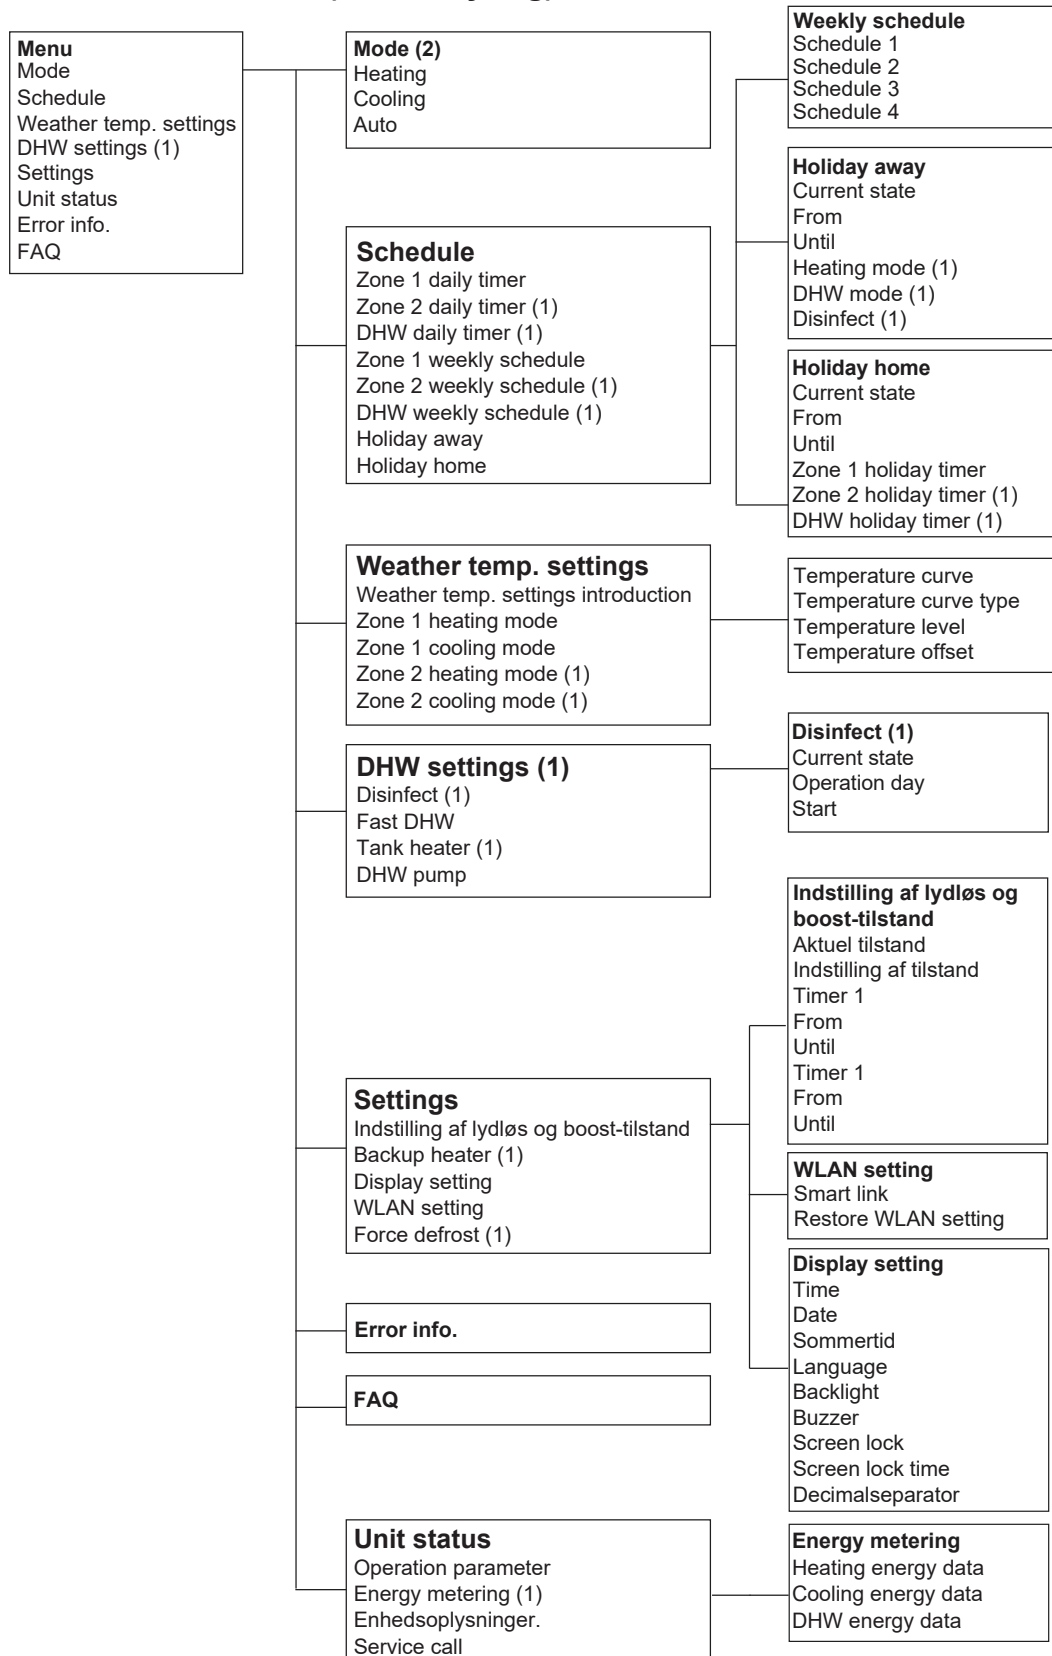 Menu
Mode
Schedule
Weather temp. settings
DHW settings (1)
Settings
Unit status
Error info.
FAQ
Mode (2)
Heating
Cooling
Auto
Schedule
Zone 1 daily timer
Zone 2 daily timer (1)
DHW daily timer (1)
Zone 1 weekly schedule
Zone 2 weekly schedule (1)
DHW weekly schedule (1)
Holiday away
Holiday home
Weekly schedule
Schedule 1
Schedule 2
Schedule 3
Schedule 4
Holiday away
Current state
From
Until
Heating mode (1)
DHW mode (1)
Disinfect (1)
Holiday home
Current state
From
Until
Zone 1 holiday timer
Zone 2 holiday timer (1)
DHW holiday timer (1)
Weather temp. settings
Weather temp. settings introduction
Zone 1 heating mode
Zone 1 cooling mode
Zone 2 heating mode (1)
Zone 2 cooling mode (1)
Temperature curve
Temperature curve type
Temperature level
Temperature offset
DHW settings (1)
Disinfect (1)
Fast DHW
Tank heater (1)
DHW pump
Disinfect (1)
Current state
Operation day
Start
Settings
Indstilling af lydløs og boost-tilstand
Backup heater (1)
Display setting
WLAN setting
Force defrost (1)
Indstilling af lydløs og
boost-tilstand
Aktuel tilstand
Indstilling af tilstand
Timer 1
From
Until
Timer 1
From
Until
WLAN setting
Smart link
Restore WLAN setting
Display setting
Time
Date
Sommertid
Language
Backlight
Buzzer
Screen lock
Screen lock time
Decimalseparator
Error info.
FAQ
Unit status
Operation parameter
Energy metering (1)
Enhedsoplysninger.
Service call
Energy metering
Heating energy data
Cooling energy data
DHW energy data